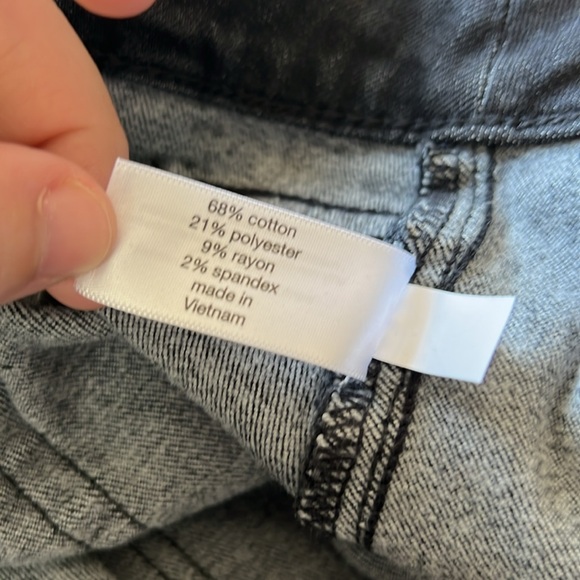 68% cotton
21% polyester
9% rayon
2% spandex
made in
Vietnam